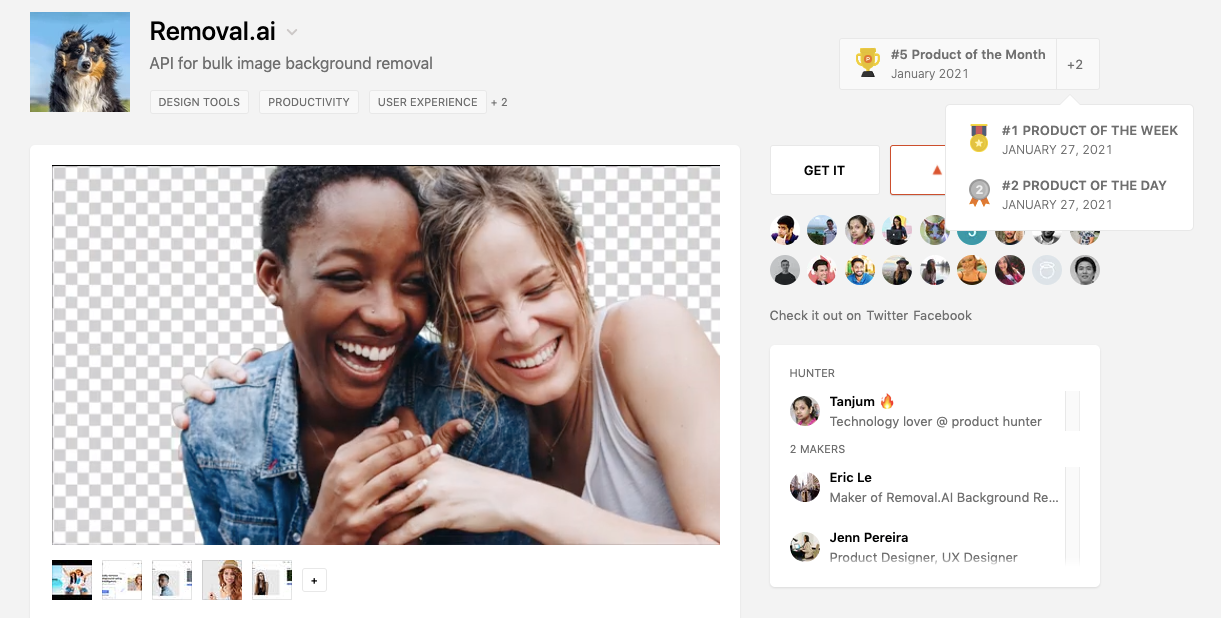 Removal.ai
API for bulk image background removal
DESIGN TOOLS PRODUCTIVITY USER EXPERIENCE + 2
#5 Product of the Month
January 2021
+2
#1 PRODUCT OF THE WEEK
JANUARY 27, 2021
#2 PRODUCT OF THE DAY
JANUARY 27, 2021
2
GET IT
Check it out on Twitter Facebook
HUNTER
Tanjum 🔥
Technology lover @ product hunter
2 MAKERS
Eric Le
Maker of Removal.AI Background Re...
Jenn Pereira
Product Designer, UX Designer
+